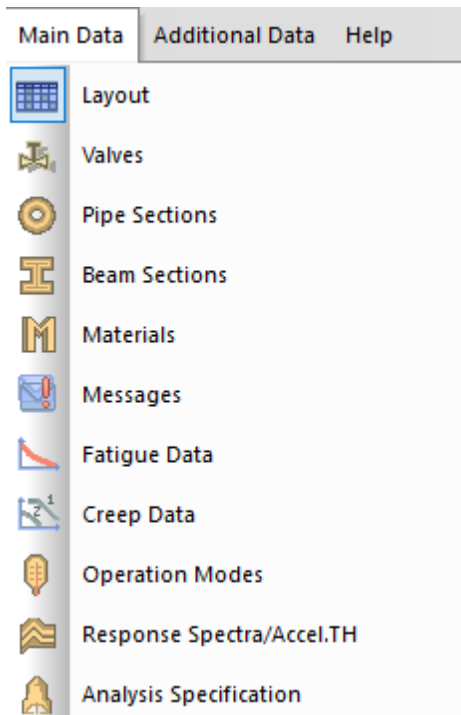 Main Data Additional Data Help
Layout
Valves
Pipe Sections
Beam Sections
Materials
Messages
Fatigue Data
Creep Data
Operation Modes
Response Spectra/Accel.TH
Analysis Specification